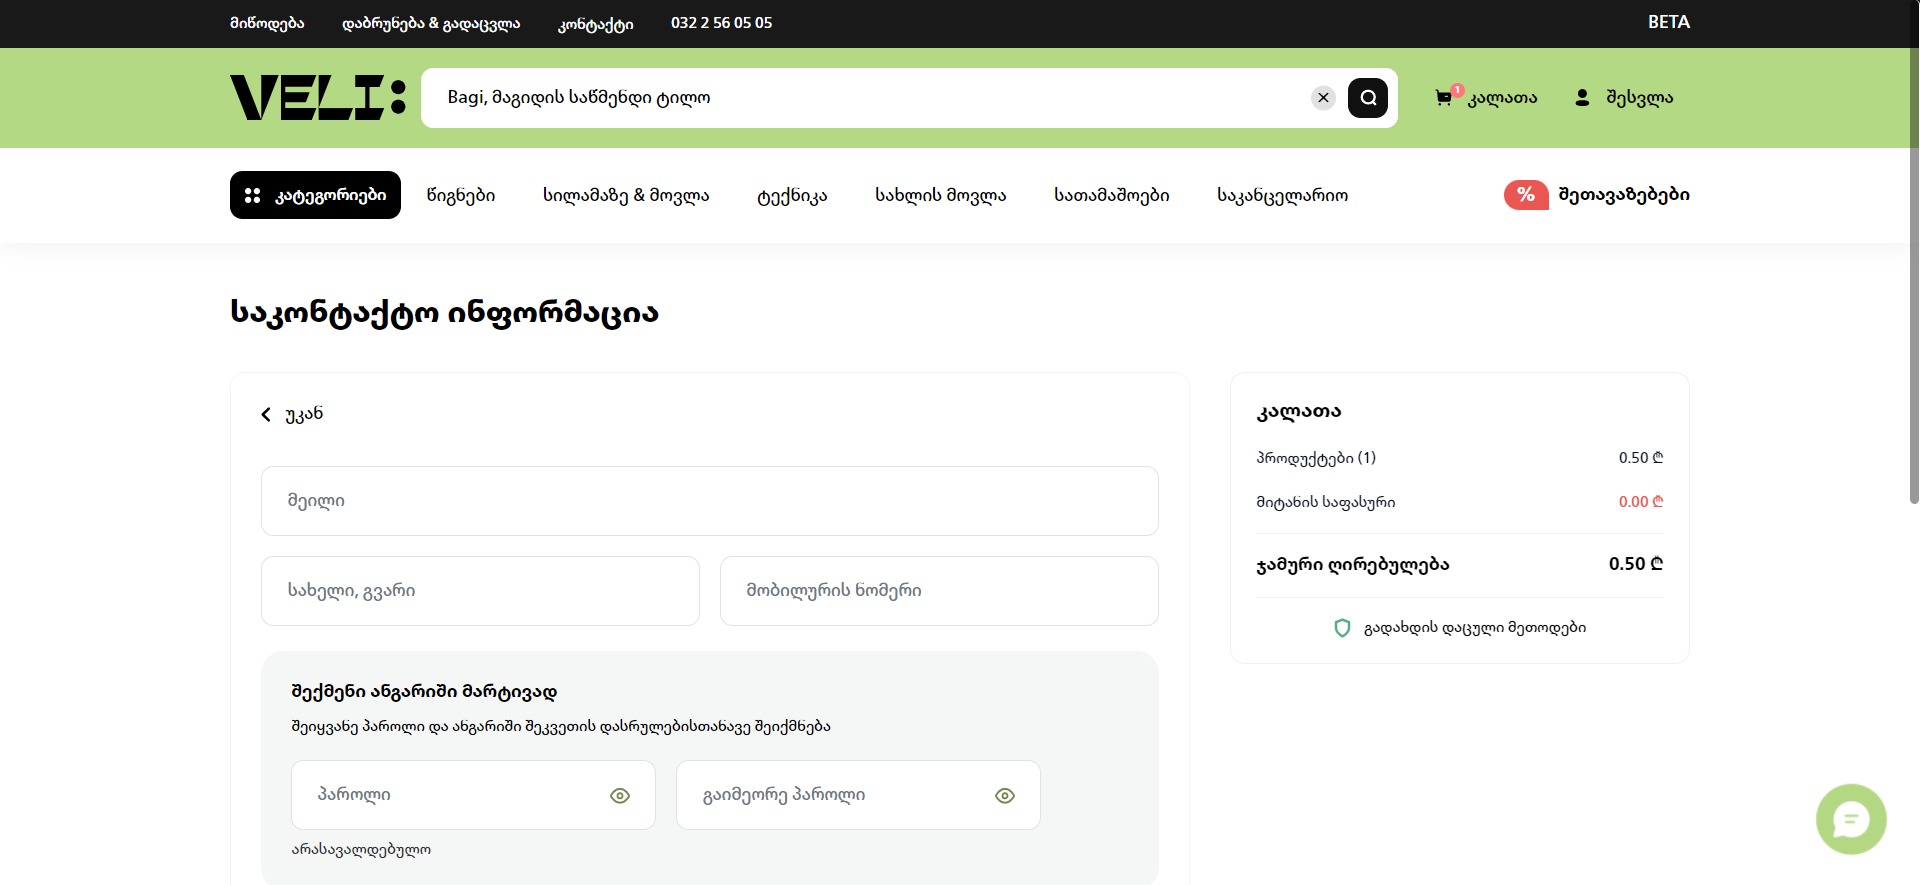 მიწოდება
დაბრუნება & გადაცვლა
კონტაქტი
032 2 56 05 05
BETA
VELI:
Bagi, მაგიდის საწმენდი ტილო
1
კალათა
შესვლა
კატეგორიები
წიგნები
სილამაზე & მოვლა
ტექნიკა
სახლის მოვლა
სათამაშოები
საკანცელარიო
%
შეთავაზებები
საკონტაქტო ინფორმაცია
უკან
მეილი
სახელი, გვარი
მობილურის ნომერი
შექმენი ანგარიში მარტივად
შეიყვანე პაროლი და ანგარიში შეკვეთის დასრულებისთანავე შეიქმნება
პაროლი
გაიმეორე პაროლი
არასავალდებულო
კალათა
პროდუქტები (1) 0.50 ₾
მიტანის საფასური 0.00 ₾
ჯამური ღირებულება 0.50 ₾
გადახდის დაცული მეთოდები